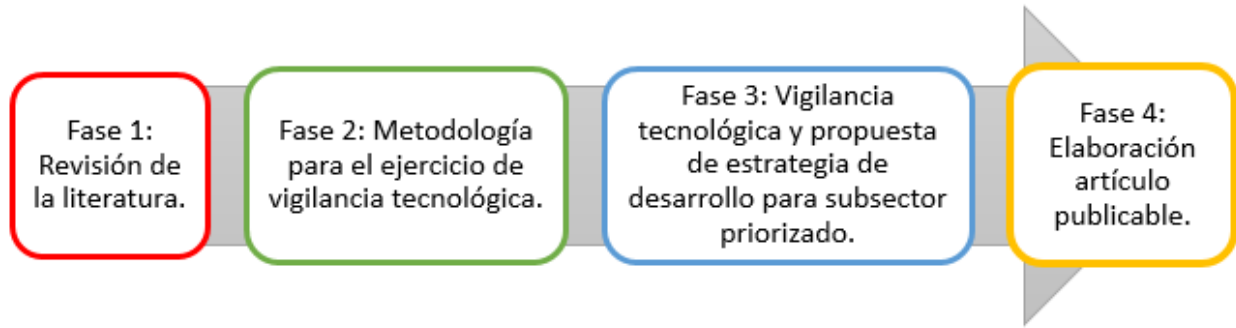 Fase 1:
Revisión de
la literatura.
Fase 2: Metodología
para el ejercicio de
vigilancia tecnológica.
Fase 3: Vigilancia
tecnológica y propuesta
de estrategia de
desarrollo para subsector
priorizado.
Fase 4:
Elaboración
artículo
publicable.